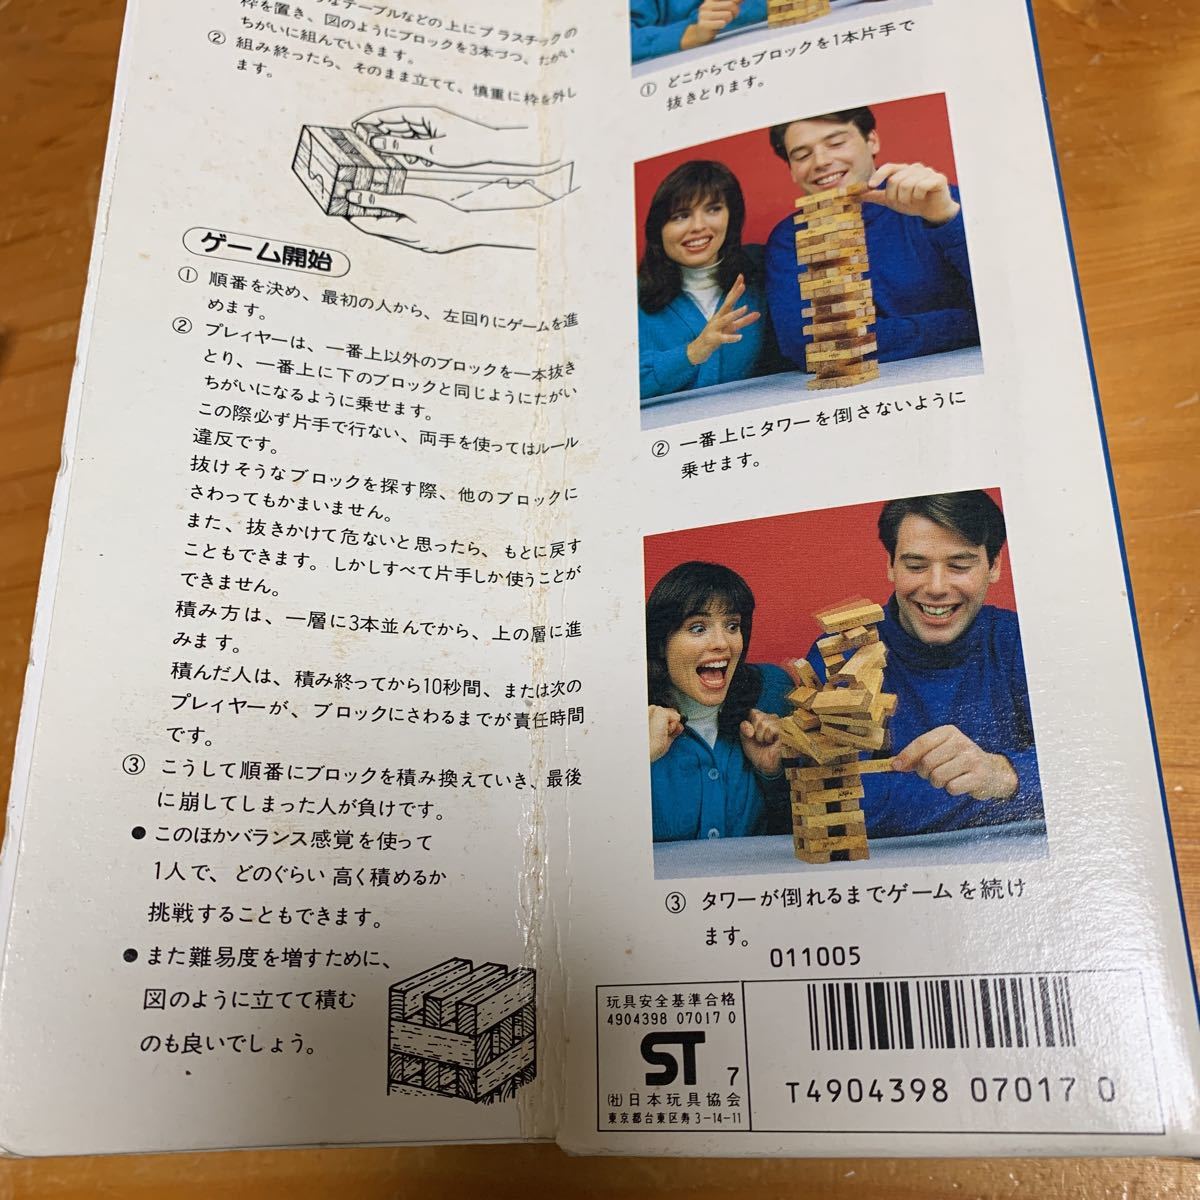 なテーブルなどの上にプラスチックの
枠を置き、図のようにブロックを3本づつ、たがい
ちがいに組んでいきます。
② 組み終ったら、そのまま立てて、慎重に枠を外し
ます。
ゲーム開始
① 順番を決め、最初の人から、左回りにゲームを進
めます。
② プレイヤーは、一番上以外のブロックを一本抜き
とり、一番上に下のブロックと同じようにたがい
ちがいになるように乗せます。
この際必ず片手で行ない、両手を使ってはルール
違反です。
抜けそうなブロックを探す際、他のブロックに
さわってもかまいません。
また、抜きかけて危ないと思ったら、もとに戻す
こともできます。しかしすべて片手しか使うことが
できません。
積み方は、一層に3本並んでから、上の層に進
みます。
積んだ人は、積み終ってから10秒間、または次の
プレイヤーが、ブロックにさわるまでが責任時間
です。
③ こうして順番にブロックを積み換えていき、最後
に崩してしまった人が負けです。
● このほかバランス感覚を使って
1人で、どのぐらい高く積めるか
挑戦することもできます。
● また難易度を増すために、
図のように立てて積む
のも良いでしょう。
① どこからでもブロックを1本片手で
抜きとります。
② 一番上にタワーを倒さないように
乗せます。
③ タワーが倒れるまでゲームを続け
ます。
011005
玩具安全基準合格
4904398 07017 0
ST 7
(社)日本玩具協会
東京都台東区寿3-14-11
T4904398 07017 0